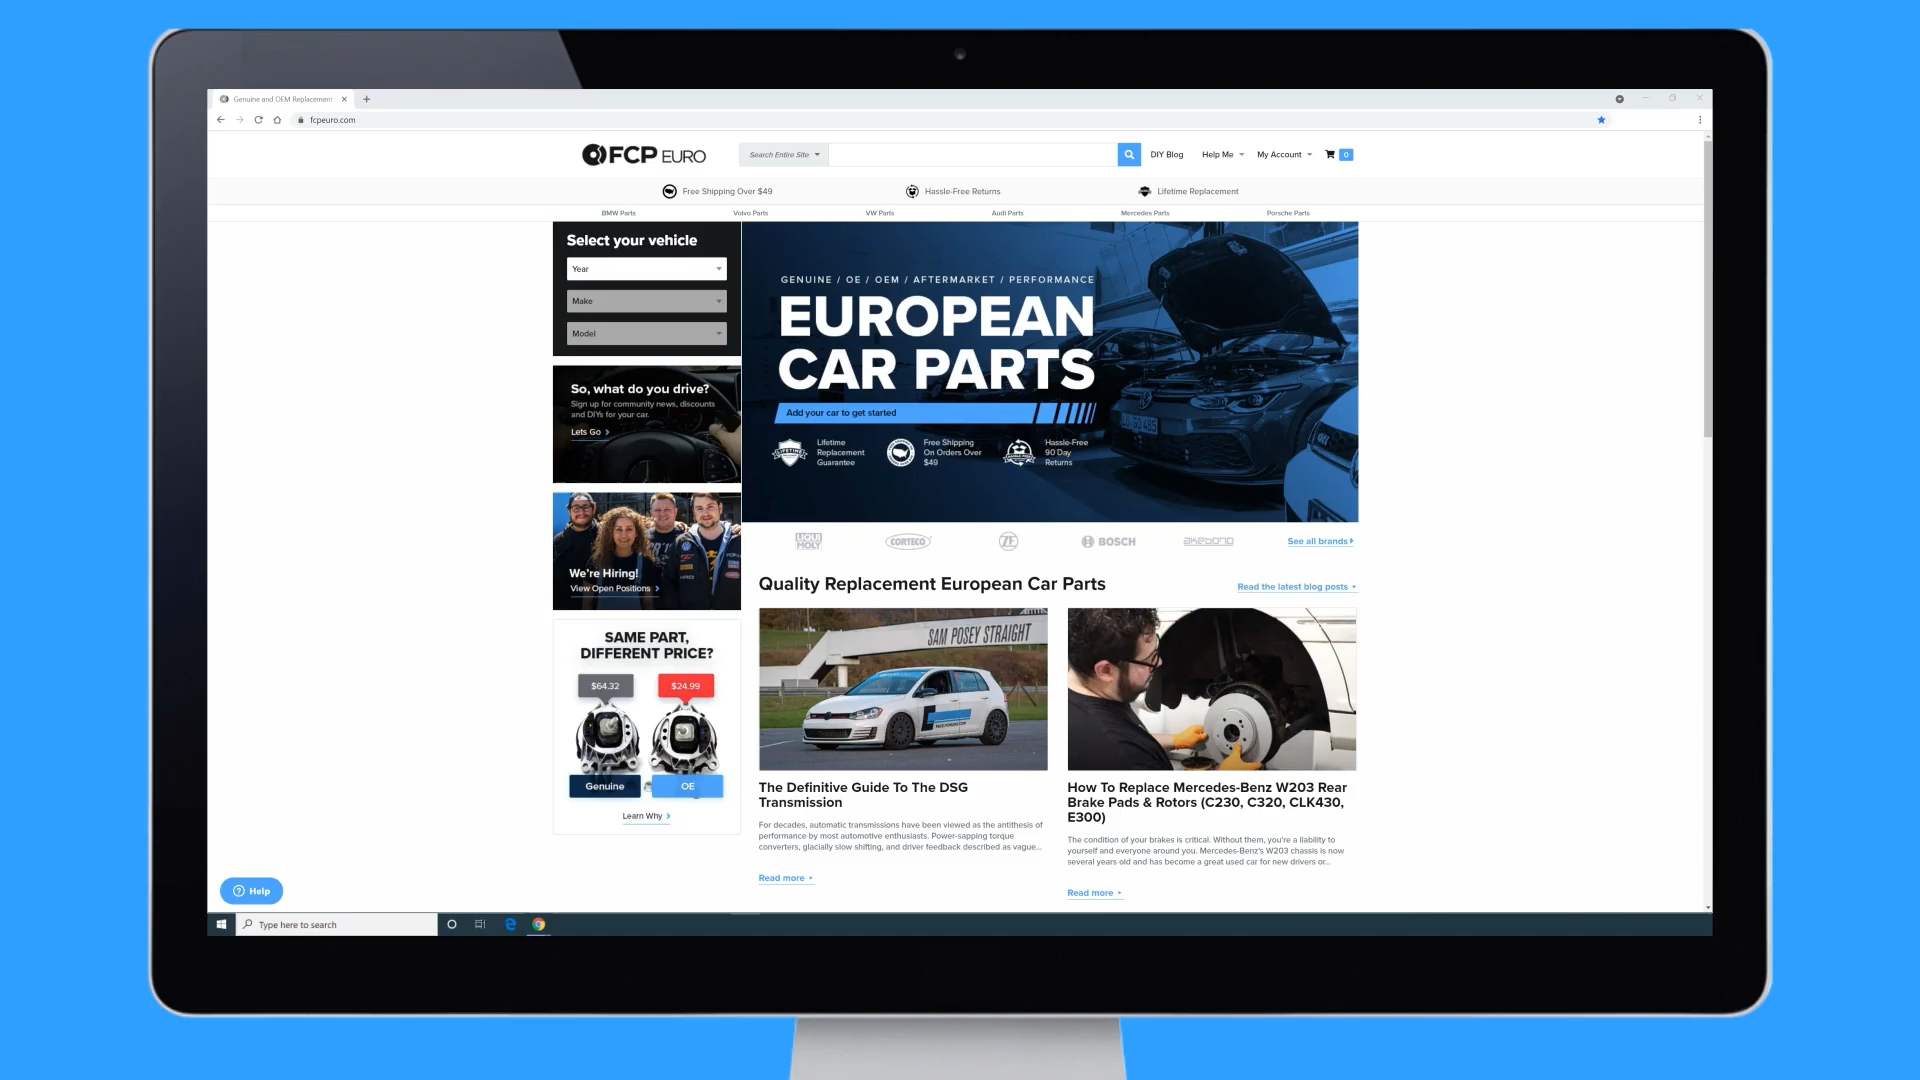 Genuine and OEM Replacement
fcpeuro.com
FCP EURO
Search Entire Site
DIY Blog
Help Me
My Account
0
Free Shipping Over $49
Hassle-Free Returns
Lifetime Replacement
BMW Parts
Volvo Parts
VW Parts
Audi Parts
Mercedes Parts
Porsche Parts
Select your vehicle
Year
Make
Model
So, what do you drive?
Sign up for community news, discounts
and DIYs for your car.
Lets Go
We're Hiring!
View Open Positions
SAME PART,
DIFFERENT PRICE?
$64.32
$24.99
Genuine
OE
Learn Why
GENUINE / OE / OEM / AFTERMARKET / PERFORMANCE
EUROPEAN
CAR PARTS
Add your car to get started
LIFETIME
Lifetime
Replacement
Guarantee
Free Shipping
On Orders Over
$49
Hassle-Free
90 Day
Returns
LIQUI
MOLY
CORTECO
ZF
BOSCH
akebono
See all brands
Quality Replacement European Car Parts
Read the latest blog posts
SAM POSEY STRAIGHT
The Definitive Guide To The DSG
Transmission
For decades, automatic transmissions have been viewed as the antithesis of
performance by most automotive enthusiasts. Power-sapping torque
converters, glacially slow shifting, and driver feedback described as vague...
Read more
How To Replace Mercedes-Benz W203 Rear
Brake Pads & Rotors (C230, C320, CLK430,
E300)
The condition of your brakes is critical. Without them, you're a liability to
yourself and everyone around you. Mercedes-Benz's W203 chassis is now
several years old and has become a great used car for new drivers or...
Read more
Help
Type here to search